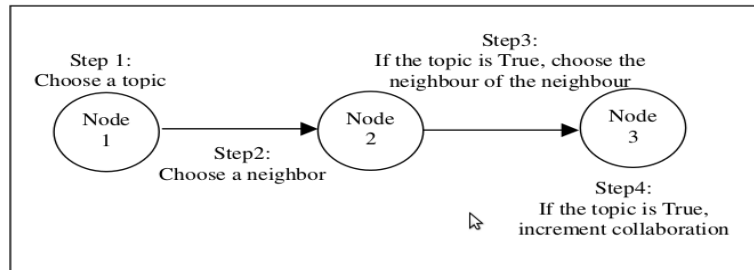 Step 1:
Choose a topic
Node
1
Step2:
Choose a neighbor
Node
2
Step3:
If the topic is True, choose the
neighbour of the neighbour
Node
3
Step4:
If the topic is True,
increment collaboration